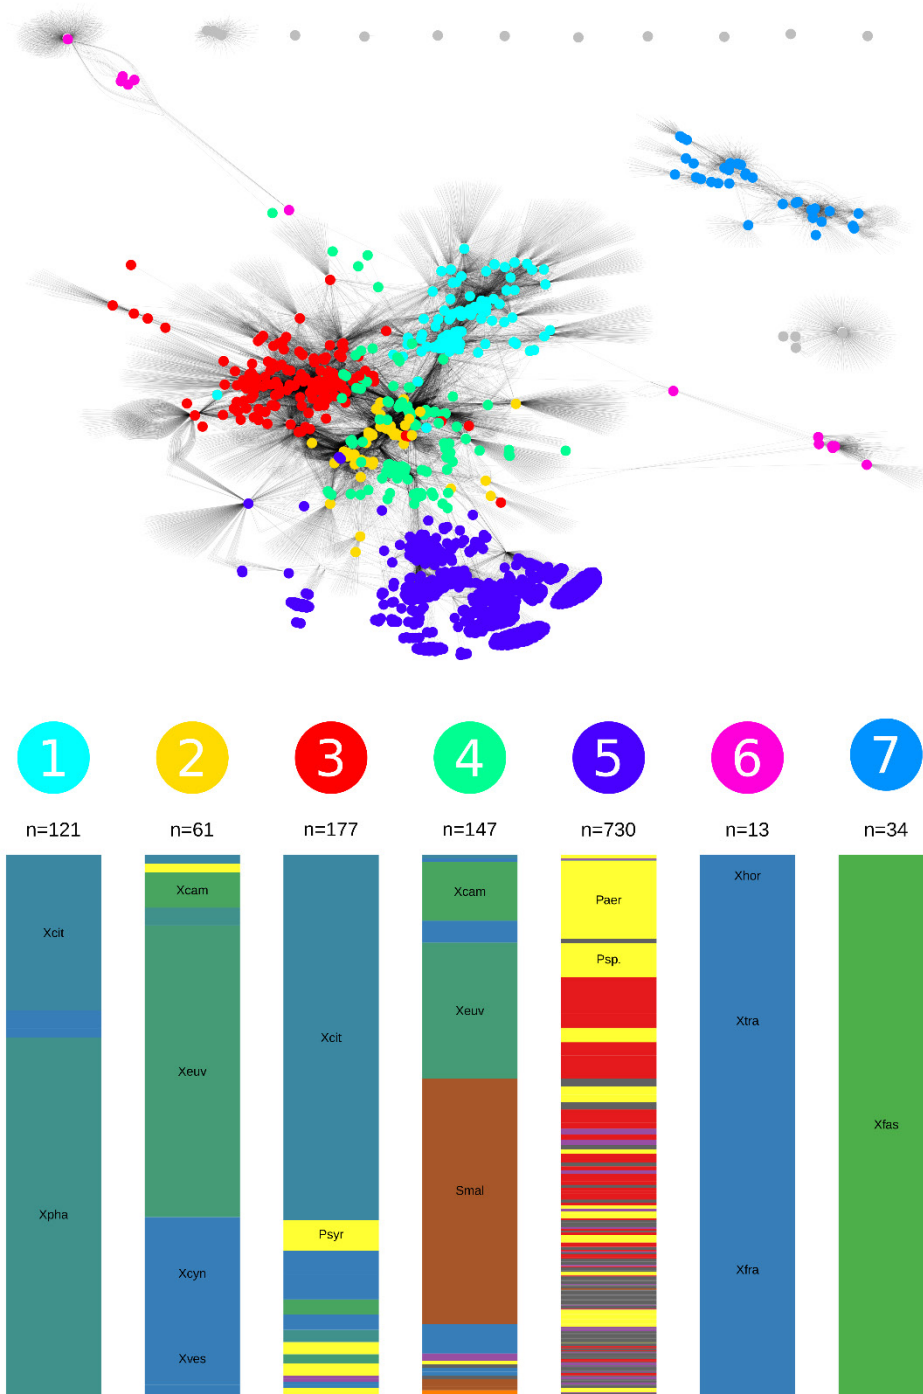 1 2 3 4 5 6 7
n=121 n=61 n=177 n=147 n=730 n=13 n=34
Xcit
Xpha
Xcam
Xeuv
Xcyn
Xves
Xcit
Psyr
Xcam
Xeuv
Smal
Paer
Psp.
Xhor
Xtra
Xfra
Xfas